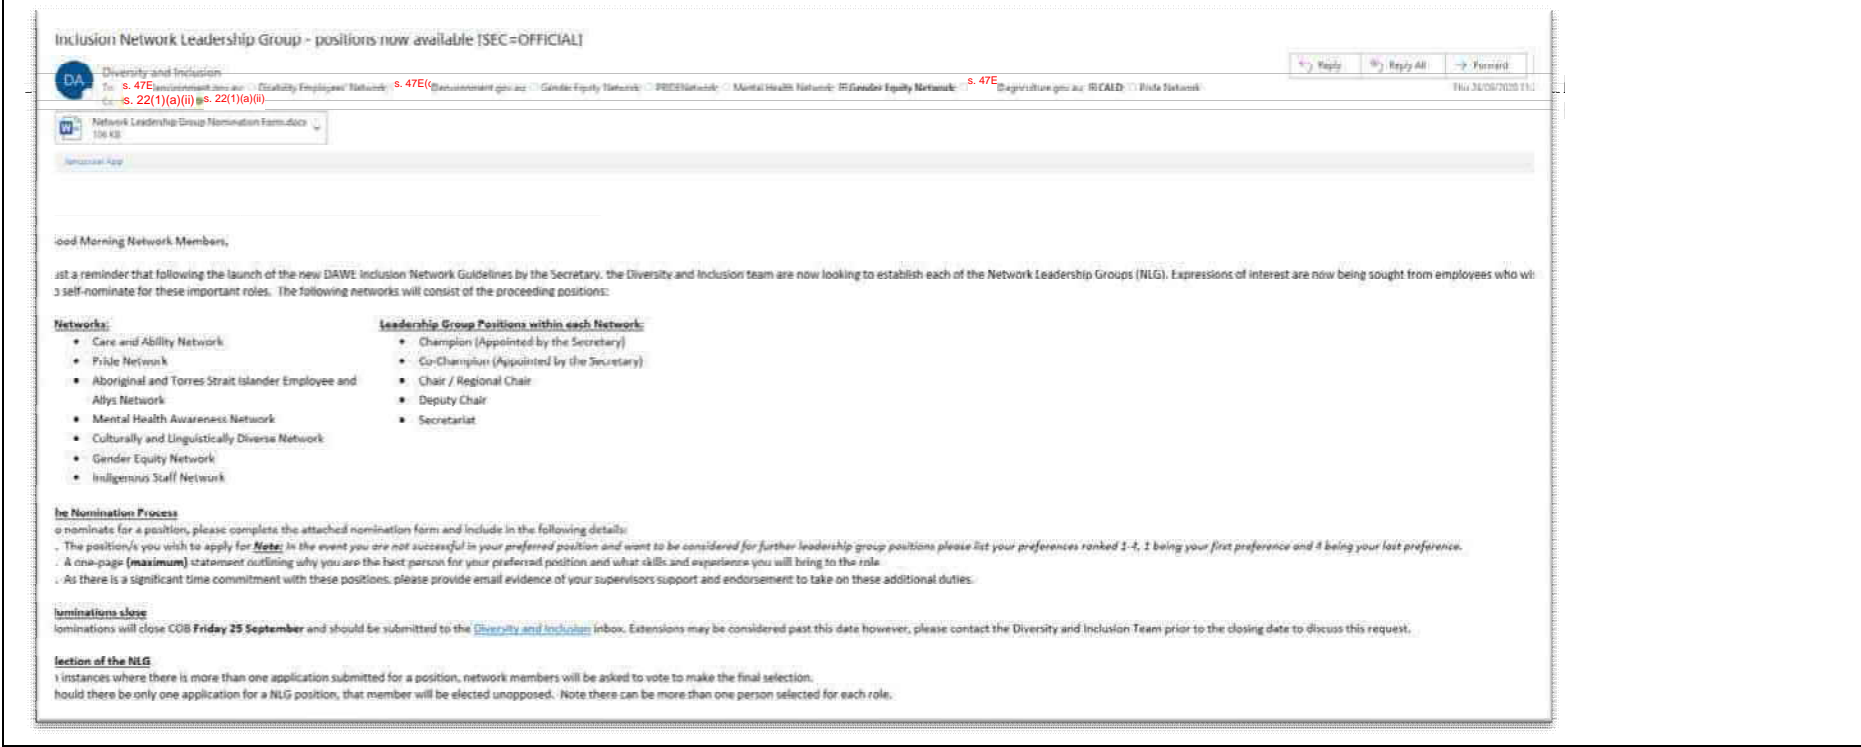 Inclusion Network Leadership Group - positions now available [SEC=OFFICIAL]
DA
Diversity and Inclusion
Reply
Reply All
Forward
To s. 47E environment.gov.au Disability Employees' Network s. 47E( @environment.gov.au Gender Equity Network PRIDENetwork Mental Health Network Gender Equity Network s. 47E @agriculture.gov.au CALD Pride Network
Cc s. 22(1)(a)(ii) s. 22(1)(a)(ii)
Network Leadership Group Nomination Form.docx
106 KB
ood Morning Network Members,
ust a reminder that following the launch of the new DAWE Inclusion Network Guidelines by the Secretary, the Diversity and Inclusion team are now looking to establish each of the Network Leadership Groups (NLG). Expressions of interest are now being sought from employees who wi
o self-nominate for these important roles. The following networks will consist of the proceeding positions:
Networks:
• Care and Ability Network
• Pride Network
• Aboriginal and Torres Strait Islander Employee and
Allys Network
• Mental Health Awareness Network
• Culturally and Linguistically Diverse Network
• Gender Equity Network
• Indigenous Staff Network
Leadership Group Positions within each Network:
• Champion (Appointed by the Secretary)
• Co-Champion (Appointed by the Secretary)
• Chair / Regional Chair
• Deputy Chair
• Secretariat
he Nomination Process
o nominate for a position, please complete the attached nomination form and include in the following details:
. The position/s you wish to apply for Note: In the event you are not successful in your preferred position and want to be considered for further leadership group positions please list your preferences ranked 1-4, 1 being your first preference and 4 being your last preference.
. A one-page (maximum) statement outlining why you are the best person for your preferred position and what skills and experience you will bring to the role
. As there is a significant time commitment with these positions, please provide email evidence of your supervisors support and endorsement to take on these additional duties.
lominations close
lominations will close COB Friday 25 September and should be submitted to the Diversity and Inclusion inbox. Extensions may be considered past this date however, please contact the Diversity and Inclusion Team prior to the closing date to discuss this request.
lection of the NLG
n instances where there is more than one application submitted for a position, network members will be asked to vote to make the final selection.
hould there be only one application for a NLG position, that member will be elected unopposed. Note there can be more than one person selected for each role.